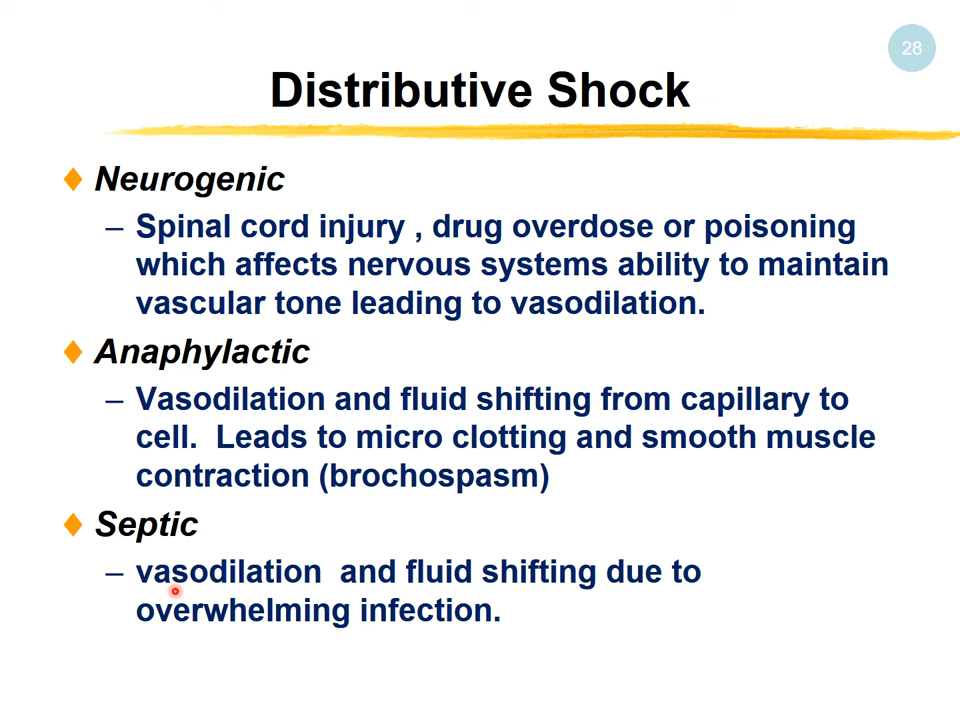 28
Distributive Shock
Neurogenic
– Spinal cord injury , drug overdose or poisoning
which affects nervous systems ability to maintain
vascular tone leading to vasodilation.
Anaphylactic
– Vasodilation and fluid shifting from capillary to
cell.  Leads to micro clotting and smooth muscle
contraction (brochospasm)
Septic
– vasodilation  and fluid shifting due to
overwhelming infection.